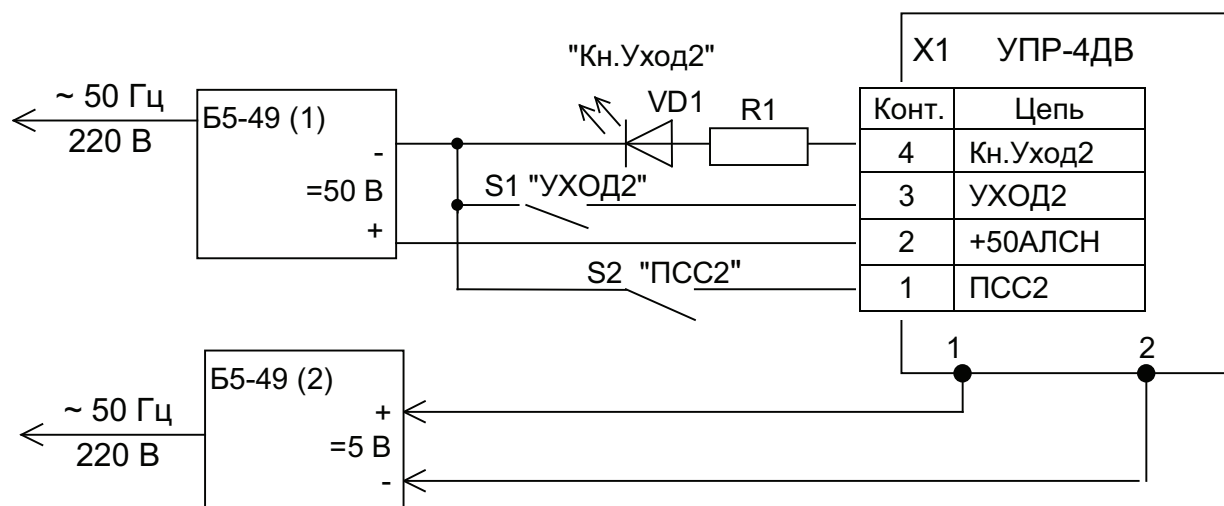 "Кн.Уход2"
X1 УПР-4ДВ
~ 50 Гц
220 В
Б5-49 (1)
-
=50 В
+
VD1
R1
S1 "УХОД2"
S2 "ПСС2"
Конт. Цепь
4 Кн.Уход2
3 УХОД2
2 +50АЛСН
1 ПСС2
1 2
~ 50 Гц
220 В
Б5-49 (2)
+
=5 В
-